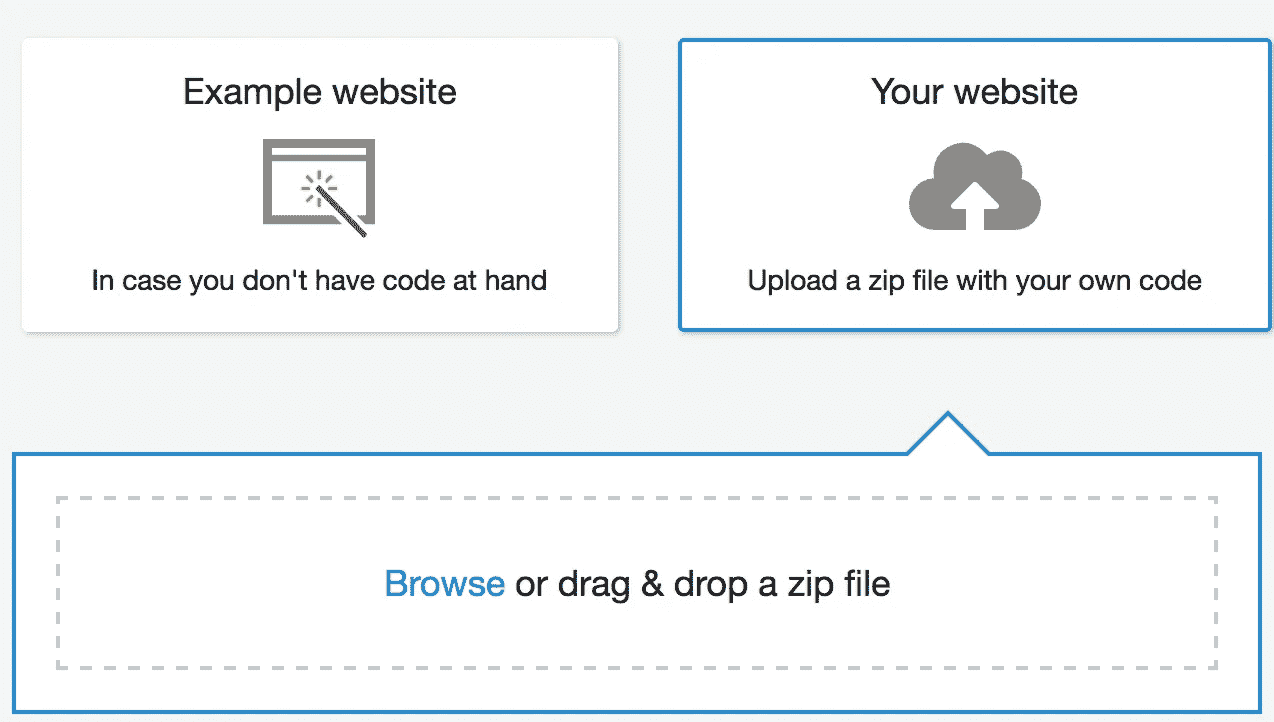 Example website
In case you don't have code at hand
Your website
Upload a zip file with your own code
Browse or drag & drop a zip file